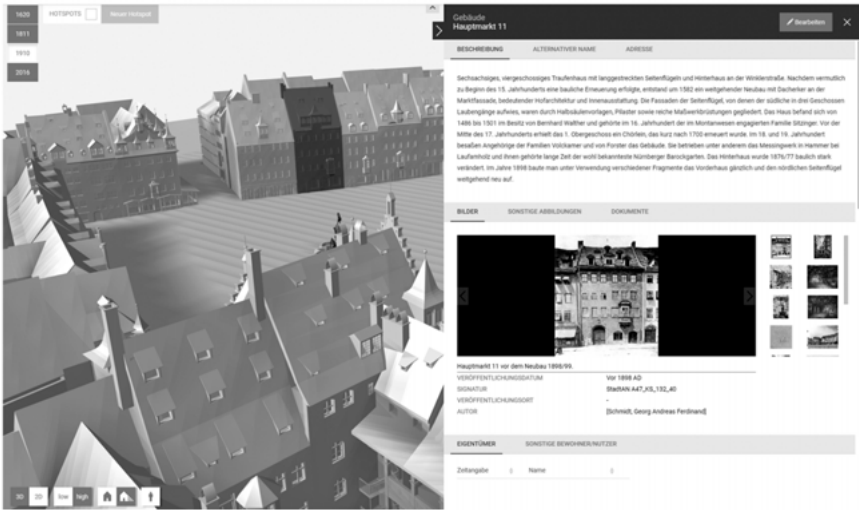 1620
1811
1910
2016
HOTSPOTS
Neuer Hotspot
3D 2D low high
Gebäude
Hauptmarkt 11
Bearbeiten
BESCHREIBUNG ALTERNATIVER NAME ADRESSE
Sechsachsiges, viergeschossiges Traufenhaus mit langgestreckten Seitenflügeln und Hinterhaus an der Winklerstraße. Nachdem vermutlich
zu Beginn des 15. Jahrhunderts eine bauliche Erneuerung erfolgte, entstand um 1582 ein weitgehender Neubau mit Dacherker an der
Marktfassade, bedeutender Hofarchitektur und Innenausstattung. Die Fassaden der Seitenflügel, von denen der südliche in drei Geschossen
Laubengänge aufwies, waren durch Halbsäulenvorlagen, Pilaster sowie reiche Maßwerkbrüstungen gegliedert. Das Haus befand sich von
1486 bis 1501 im Besitz von Bernhard Walther und gehörte im 16. Jahrhundert der im Montanwesen engagierten Familie Sitzinger. Vor der
Mitte des 17. Jahrhunderts erhielt das 1. Obergeschoss ein Chörlein, das kurz nach 1700 erneuert wurde. Im 18. und 19. Jahrhundert
besaßen Angehörige der Familien Volckamer und von Forster das Gebäude. Sie betrieben unter anderem das Messingwerk in Hammer bei
Laufamholz und ihnen gehörte lange Zeit der wohl bekannteste Nürnberger Barockgarten. Das Hinterhaus wurde 1876/77 baulich stark
verändert. Im Jahre 1898 baute man unter Verwendung verschiedener Fragmente das Vorderhaus gänzlich und den nördlichen Seitenflügel
weitgehend neu auf.
BILDER SONSTIGE ABBILDUNGEN DOKUMENTE
Hauptmarkt 11 vor dem Neubau 1898/99.
VERÖFFENTLICHUNGSDATUM Vor 1898 AD
SIGNATUR StadtAN A47_KS_132_40
VERÖFFENTLICHUNGSORT -
AUTOR [Schmidt, Georg Andreas Ferdinand]
EIGENTÜMER SONSTIGE BEWOHNER/NUTZER
Zeitangabe Name